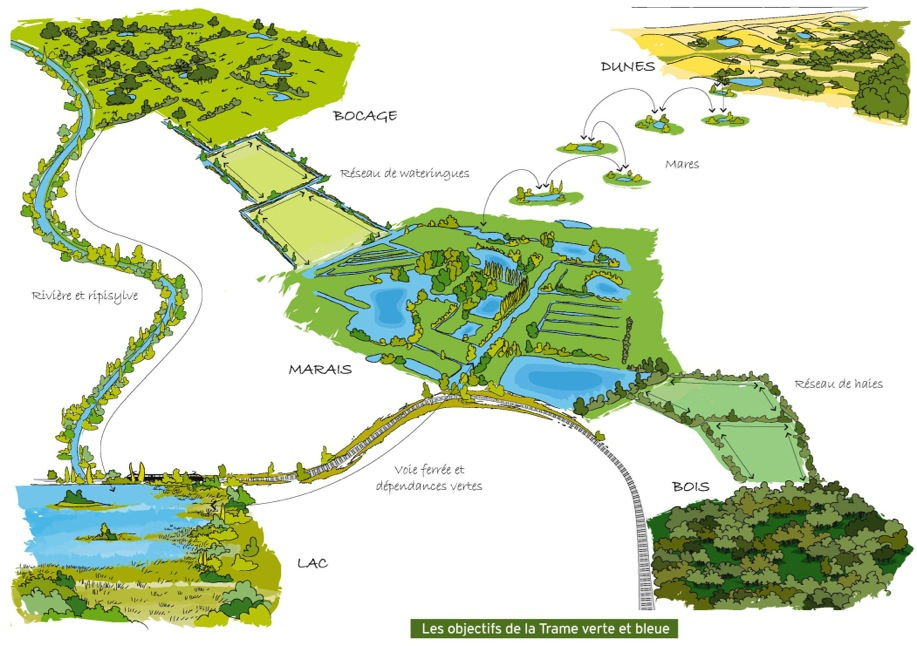 DUNES
BOCAGE
Mares
Réseau de wateringues
Rivière et ripisylve
MARAIS
Réseau de haies
Voie ferrée et
dépendances vertes
BOIS
LAC
Les objectifs de la Trame verte et bleue